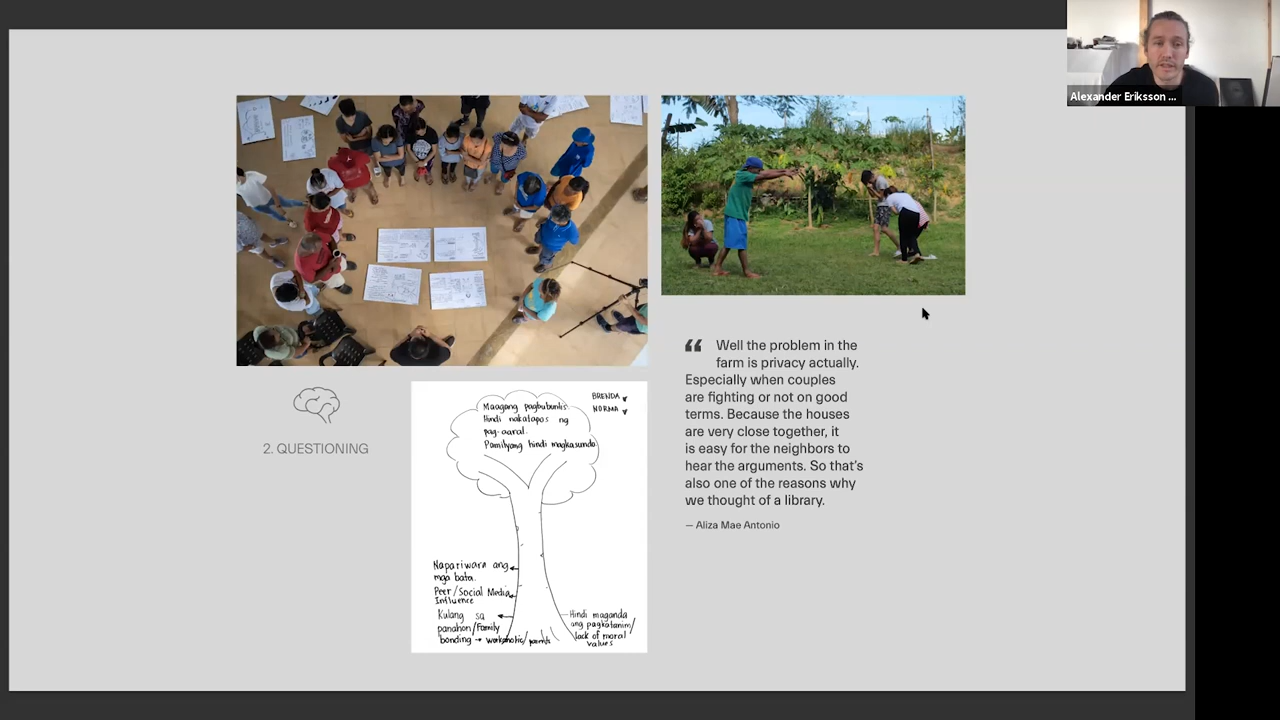 Alexander Eriksson ...
2. QUESTIONING
BRENDA
NORMA
Maagang pagbubuntis.
Hindi nakatapos ng
pag-aaral.
Pamilyang hindi magkasundo
Napariwara ang
mga bata.
Peer/Social Media
Influence
Kulang sa
panahon/Family
bonding → workaholic/parents
Hindi maganda
ang pagkatanim/
lack of moral
values
“ Well the problem in the
farm is privacy actually.
Especially when couples
are fighting or not on good
terms. Because the houses
are very close together, it
is easy for the neighbors to
hear the arguments. So that’s
also one of the reasons why
we thought of a library.
— Aliza Mae Antonio